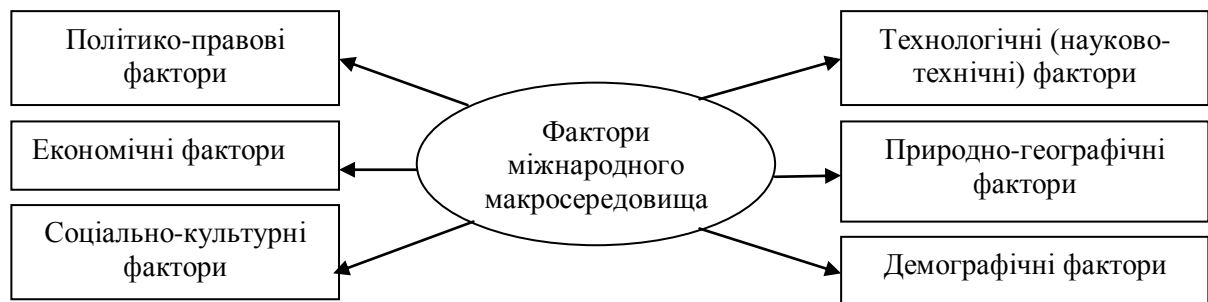 Політико-правові
фактори
Економічні фактори
Соціально-культурні
фактори
Фактори
міжнародного
макросередовища
Технологічні (науково-
технічні) фактори
Природно-географічні
фактори
Демографічні фактори